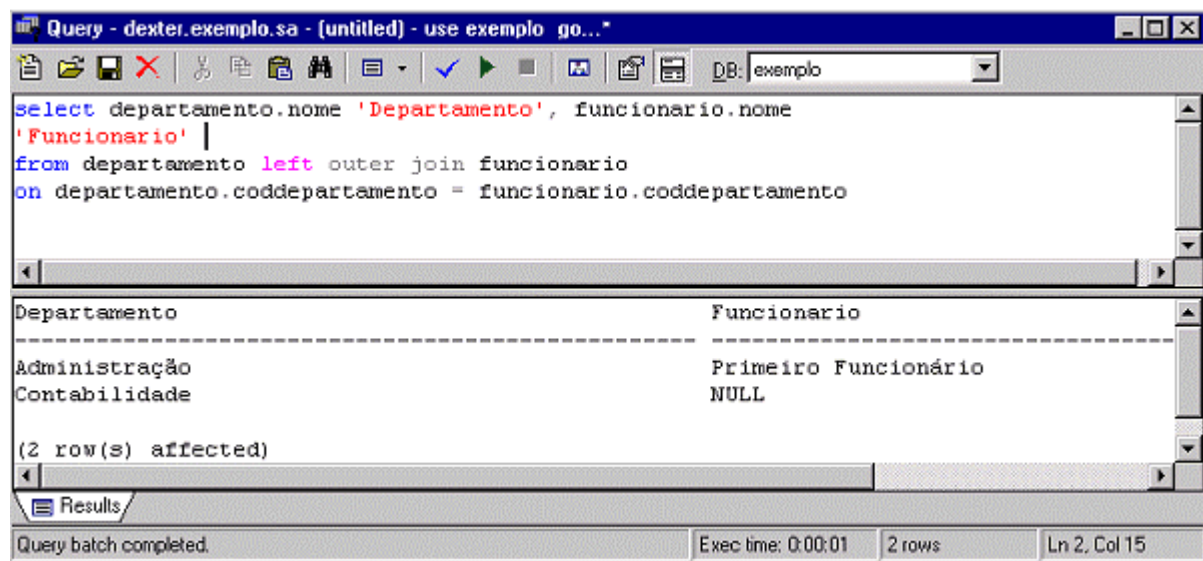 Query - dexter.exemplo.sa - (untitled) - use exemplo go...*
DB: exemplo
select departamento.nome 'Departamento', funcionario.nome
'Funcionario'
from departamento left outer join funcionario
on departamento.coddepartamento = funcionario.coddepartamento
Departamento Funcionario
Administração Primeiro Funcionário
Contabilidade NULL
(2 row(s) affected)
Results
Query batch completed. Exec time: 0:00:01 2 rows Ln 2, Col 15